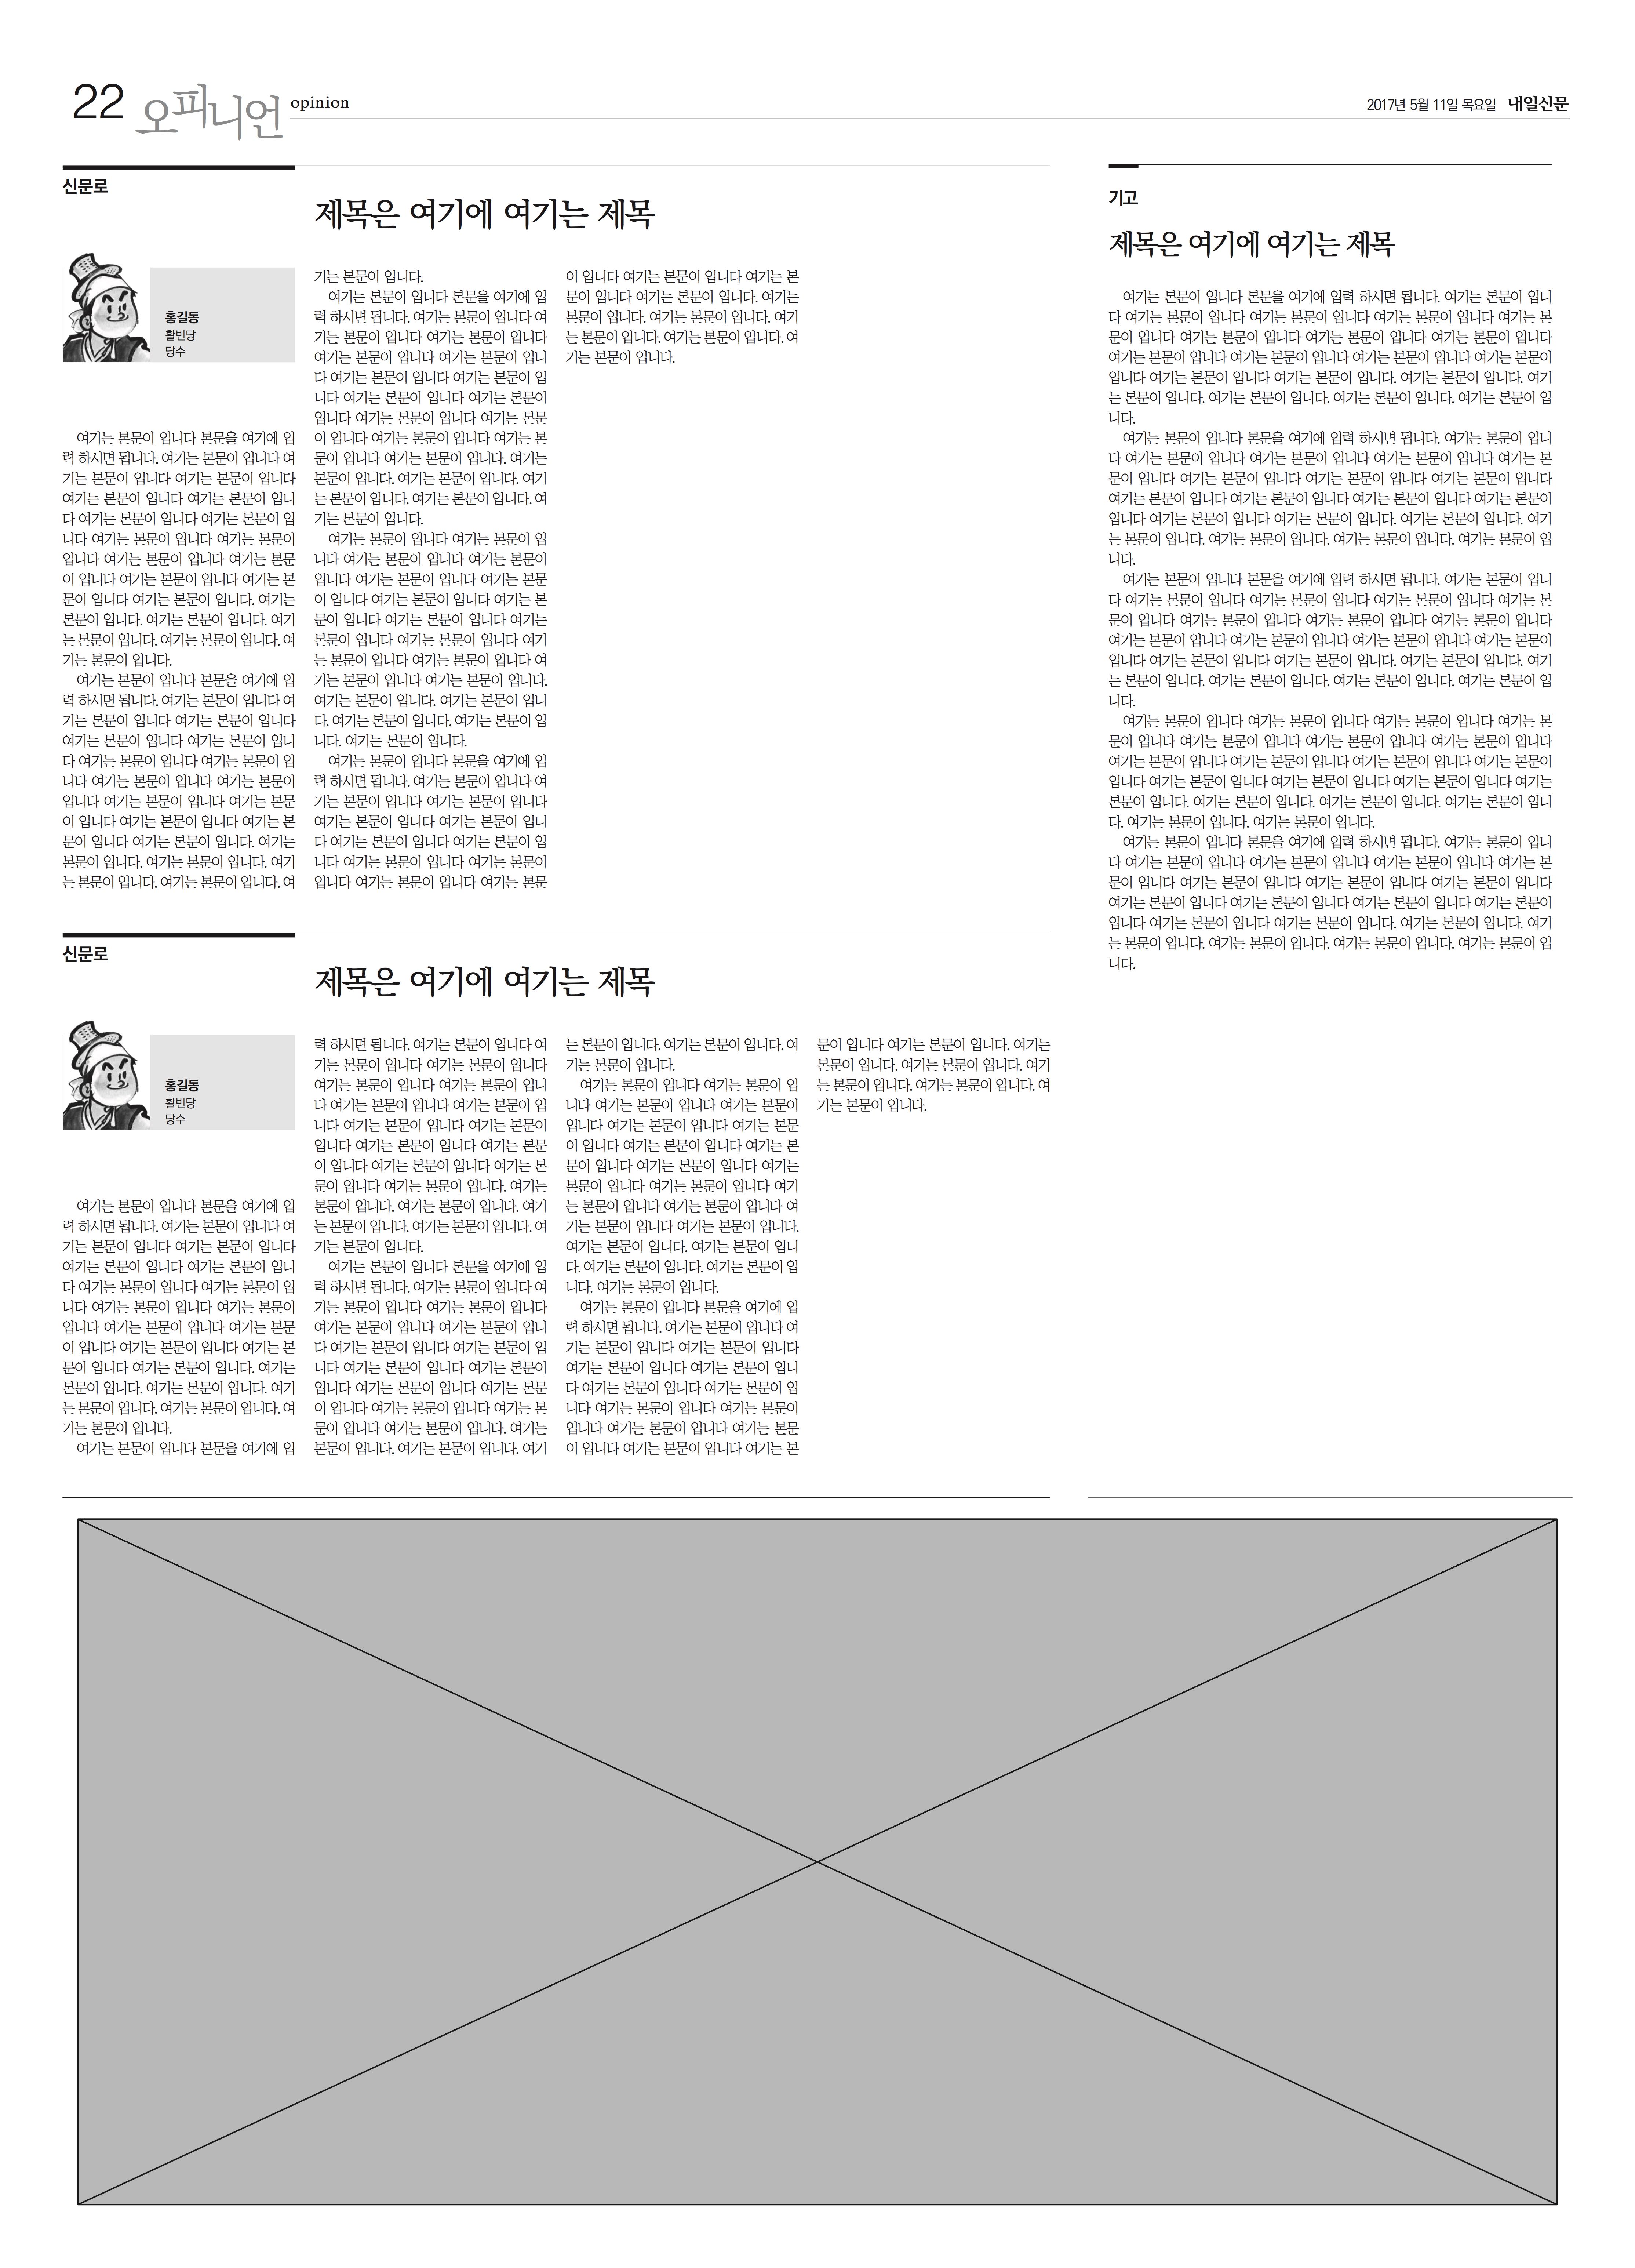 22 오피니언 opinion
2017년 5월 11일 목요일 내일신문
신문로
제목은 여기에 여기는 제목
홍길동
활빈당
당수
여기는 본문이 입니다 본문을 여기에 입
력 하시면 됩니다. 여기는 본문이 입니다 여
기는 본문이 입니다 여기는 본문이 입니다
여기는 본문이 입니다 여기는 본문이 입니
다 여기는 본문이 입니다 여기는 본문이 입
니다 여기는 본문이 입니다 여기는 본문이
입니다 여기는 본문이 입니다 여기는 본문
이 입니다 여기는 본문이 입니다 여기는 본
문이 입니다 여기는 본문이 입니다. 여기는
본문이 입니다. 여기는 본문이 입니다. 여기
는 본문이 입니다. 여기는 본문이 입니다. 여
기는 본문이 입니다.
여기는 본문이 입니다 본문을 여기에 입
력 하시면 됩니다. 여기는 본문이 입니다 여
기는 본문이 입니다 여기는 본문이 입니다
여기는 본문이 입니다 여기는 본문이 입니
다 여기는 본문이 입니다 여기는 본문이 입
니다 여기는 본문이 입니다 여기는 본문이
입니다 여기는 본문이 입니다 여기는 본문
이 입니다 여기는 본문이 입니다 여기는 본
문이 입니다 여기는 본문이 입니다. 여기는
본문이 입니다. 여기는 본문이 입니다. 여기
는 본문이 입니다. 여기는 본문이 입니다. 여
기는 본문이 입니다.
여기는 본문이 입니다 본문을 여기에 입
력 하시면 됩니다. 여기는 본문이 입니다 여
기는 본문이 입니다 여기는 본문이 입니다
여기는 본문이 입니다 여기는 본문이 입니
다 여기는 본문이 입니다 여기는 본문이 입
니다 여기는 본문이 입니다 여기는 본문이
입니다 여기는 본문이 입니다 여기는 본문
이 입니다 여기는 본문이 입니다 여기는 본
문이 입니다 여기는 본문이 입니다. 여기는
본문이 입니다. 여기는 본문이 입니다. 여기
는 본문이 입니다. 여기는 본문이 입니다. 여
기는 본문이 입니다.
여기는 본문이 입니다 여기는 본문이 입
니다 여기는 본문이 입니다 여기는 본문이
입니다 여기는 본문이 입니다 여기는 본문
이 입니다 여기는 본문이 입니다 여기는 본
문이 입니다 여기는 본문이 입니다 여기는
본문이 입니다 여기는 본문이 입니다 여기
는 본문이 입니다 여기는 본문이 입니다 여
기는 본문이 입니다 여기는 본문이 입니다.
여기는 본문이 입니다. 여기는 본문이 입니
다. 여기는 본문이 입니다. 여기는 본문이 입
니다. 여기는 본문이 입니다.
여기는 본문이 입니다 본문을 여기에 입
력 하시면 됩니다. 여기는 본문이 입니다 여
기는 본문이 입니다 여기는 본문이 입니다
여기는 본문이 입니다 여기는 본문이 입니
다 여기는 본문이 입니다 여기는 본문이 입
니다 여기는 본문이 입니다 여기는 본문이
입니다 여기는 본문이 입니다 여기는 본문
이 입니다 여기는 본문이 입니다 여기는 본
문이 입니다 여기는 본문이 입니다. 여기는
본문이 입니다. 여기는 본문이 입니다. 여기
는 본문이 입니다. 여기는 본문이 입니다. 여
기는 본문이 입니다.
기고
제목은 여기에 여기는 제목
여기는 본문이 입니다 본문을 여기에 입력 하시면 됩니다. 여기는 본문이 입니
다 여기는 본문이 입니다 여기는 본문이 입니다 여기는 본문이 입니다 여기는 본
문이 입니다 여기는 본문이 입니다 여기는 본문이 입니다 여기는 본문이 입니다
여기는 본문이 입니다 여기는 본문이 입니다 여기는 본문이 입니다 여기는 본문이
입니다 여기는 본문이 입니다 여기는 본문이 입니다. 여기는 본문이 입니다. 여기
는 본문이 입니다. 여기는 본문이 입니다. 여기는 본문이 입니다. 여기는 본문이 입
니다.
여기는 본문이 입니다 본문을 여기에 입력 하시면 됩니다. 여기는 본문이 입니
다 여기는 본문이 입니다 여기는 본문이 입니다 여기는 본문이 입니다 여기는 본
문이 입니다 여기는 본문이 입니다 여기는 본문이 입니다 여기는 본문이 입니다
여기는 본문이 입니다 여기는 본문이 입니다 여기는 본문이 입니다 여기는 본문이
입니다 여기는 본문이 입니다 여기는 본문이 입니다. 여기는 본문이 입니다. 여기
는 본문이 입니다. 여기는 본문이 입니다. 여기는 본문이 입니다. 여기는 본문이 입
니다.
여기는 본문이 입니다 본문을 여기에 입력 하시면 됩니다. 여기는 본문이 입니
다 여기는 본문이 입니다 여기는 본문이 입니다 여기는 본문이 입니다 여기는 본
문이 입니다 여기는 본문이 입니다 여기는 본문이 입니다 여기는 본문이 입니다
여기는 본문이 입니다 여기는 본문이 입니다 여기는 본문이 입니다 여기는 본문이
입니다 여기는 본문이 입니다 여기는 본문이 입니다. 여기는 본문이 입니다. 여기
는 본문이 입니다. 여기는 본문이 입니다. 여기는 본문이 입니다. 여기는 본문이 입
니다.
여기는 본문이 입니다 여기는 본문이 입니다 여기는 본문이 입니다 여기는 본
문이 입니다 여기는 본문이 입니다 여기는 본문이 입니다 여기는 본문이 입니다
여기는 본문이 입니다 여기는 본문이 입니다 여기는 본문이 입니다 여기는 본문이
입니다 여기는 본문이 입니다 여기는 본문이 입니다 여기는 본문이 입니다 여기는
본문이 입니다. 여기는 본문이 입니다. 여기는 본문이 입니다. 여기는 본문이 입니
다. 여기는 본문이 입니다. 여기는 본문이 입니다.
여기는 본문이 입니다 본문을 여기에 입력 하시면 됩니다. 여기는 본문이 입니
다 여기는 본문이 입니다 여기는 본문이 입니다 여기는 본문이 입니다 여기는 본
문이 입니다 여기는 본문이 입니다 여기는 본문이 입니다 여기는 본문이 입니다
여기는 본문이 입니다 여기는 본문이 입니다 여기는 본문이 입니다 여기는 본문이
입니다 여기는 본문이 입니다 여기는 본문이 입니다. 여기는 본문이 입니다. 여기
는 본문이 입니다. 여기는 본문이 입니다. 여기는 본문이 입니다. 여기는 본문이 입
니다.
신문로
제목은 여기에 여기는 제목
홍길동
활빈당
당수
여기는 본문이 입니다 본문을 여기에 입
력 하시면 됩니다. 여기는 본문이 입니다 여
기는 본문이 입니다 여기는 본문이 입니다
여기는 본문이 입니다 여기는 본문이 입니
다 여기는 본문이 입니다 여기는 본문이 입
니다 여기는 본문이 입니다 여기는 본문이
입니다 여기는 본문이 입니다 여기는 본문
이 입니다 여기는 본문이 입니다 여기는 본
문이 입니다 여기는 본문이 입니다. 여기는
본문이 입니다. 여기는 본문이 입니다. 여기
는 본문이 입니다. 여기는 본문이 입니다. 여
기는 본문이 입니다.
여기는 본문이 입니다 본문을 여기에 입
력 하시면 됩니다. 여기는 본문이 입니다 여
기는 본문이 입니다 여기는 본문이 입니다
여기는 본문이 입니다 여기는 본문이 입니
다 여기는 본문이 입니다 여기는 본문이 입
니다 여기는 본문이 입니다 여기는 본문이
입니다 여기는 본문이 입니다 여기는 본문
이 입니다 여기는 본문이 입니다 여기는 본
문이 입니다 여기는 본문이 입니다. 여기는
본문이 입니다. 여기는 본문이 입니다. 여기
는 본문이 입니다. 여기는 본문이 입니다. 여
기는 본문이 입니다.
여기는 본문이 입니다 본문을 여기에 입
력 하시면 됩니다. 여기는 본문이 입니다 여
기는 본문이 입니다 여기는 본문이 입니다
여기는 본문이 입니다 여기는 본문이 입니
다 여기는 본문이 입니다 여기는 본문이 입
니다 여기는 본문이 입니다 여기는 본문이
입니다 여기는 본문이 입니다 여기는 본문
이 입니다 여기는 본문이 입니다 여기는 본
문이 입니다 여기는 본문이 입니다. 여기는
본문이 입니다. 여기는 본문이 입니다. 여기
는 본문이 입니다. 여기는 본문이 입니다. 여
기는 본문이 입니다.
여기는 본문이 입니다 여기는 본문이 입
니다 여기는 본문이 입니다 여기는 본문이
입니다 여기는 본문이 입니다 여기는 본문
이 입니다 여기는 본문이 입니다 여기는 본
문이 입니다 여기는 본문이 입니다 여기는
본문이 입니다 여기는 본문이 입니다 여기
는 본문이 입니다 여기는 본문이 입니다 여
기는 본문이 입니다 여기는 본문이 입니다.
여기는 본문이 입니다. 여기는 본문이 입니
다. 여기는 본문이 입니다. 여기는 본문이 입
니다. 여기는 본문이 입니다.
여기는 본문이 입니다 본문을 여기에 입
력 하시면 됩니다. 여기는 본문이 입니다 여
기는 본문이 입니다 여기는 본문이 입니다
여기는 본문이 입니다 여기는 본문이 입니
다 여기는 본문이 입니다 여기는 본문이 입
니다 여기는 본문이 입니다 여기는 본문이
입니다 여기는 본문이 입니다 여기는 본문
이 입니다 여기는 본문이 입니다 여기는 본
문이 입니다 여기는 본문이 입니다. 여기는
본문이 입니다. 여기는 본문이 입니다. 여기
는 본문이 입니다. 여기는 본문이 입니다. 여
기는 본문이 입니다.